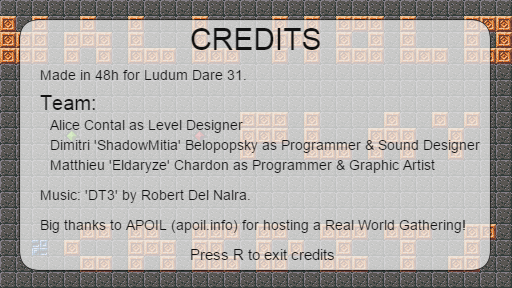 CREDITS
Made in 48h for Ludum Dare 31.
Team:
Alice Contal as Level Designer
Dimitri 'ShadowMitia' Belopopsky as Programmer & Sound Designer
Matthieu 'Eldaryze' Chardon as Programmer & Graphic Artist
Music: 'DT3' by Robert Del Nalra.
Big thanks to APOIL (apoil.info) for hosting a Real World Gathering!
Press R to exit credits